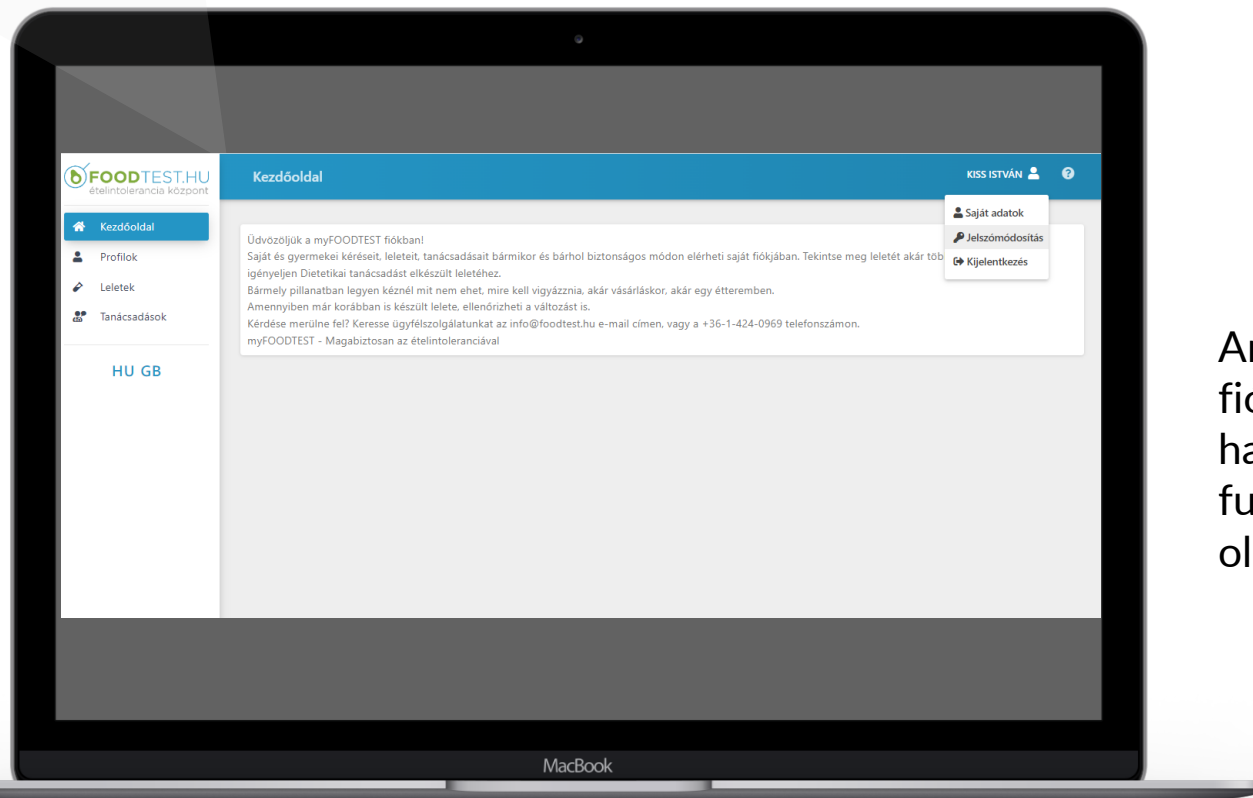 FOODTEST.HU
ételintolerancia központ
Kezdőoldal
Profilok
Leletek
Tanácsadások
HU GB
Kezdőoldal
KISS ISTVÁN
Saját adatok
Jelszómódosítás
Kijelentkezés
Üdvözöljük a myFOODTEST fiókban!
Saját és gyermekei kéréseit, leleteit, tanácsadásait bármikor és bárhol biztonságos módon elérheti saját fiókjában. Tekintse meg leletét akár
igényeljen Dietetikai tanácsadást elkészült leletéhez.
Bármely pillanatban legyen kéznél mit nem ehet, mire kell vigyázznia, akár vásárláskor, akár egy étteremben.
Amennyiben már korábban is készült lelete, ellenőrizheti a változást is.
Kérdése merülne fel? Keresse ügyfélszolgálatunkat az info@foodtest.hu e-mail címen, vagy a +36-1-424-0969 telefonszámon.
myFOODTEST - Magabiztosan az ételintoleranciával
MacBook